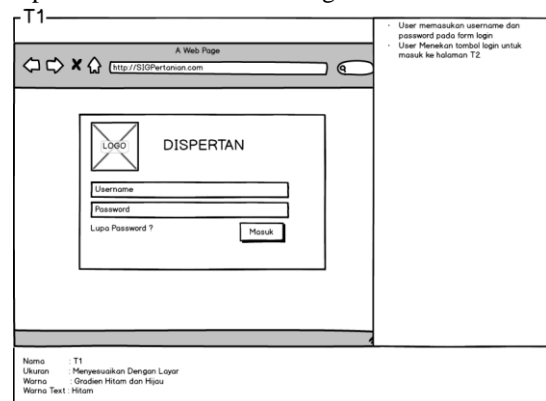 T1
A Web Page
http://SIGPertanian.com
LOGO
DISPERTAN
Username
Password
Lupa Password ?
Masuk
· User memasukan username dan
password pada form login
· User Menekan tombol login untuk
masuk ke halaman T2
Nama : T1
Ukuran : Menyesuaikan Dengan Layar
Warna : Gradien Hitam dan Hijau
Warna Text : Hitam